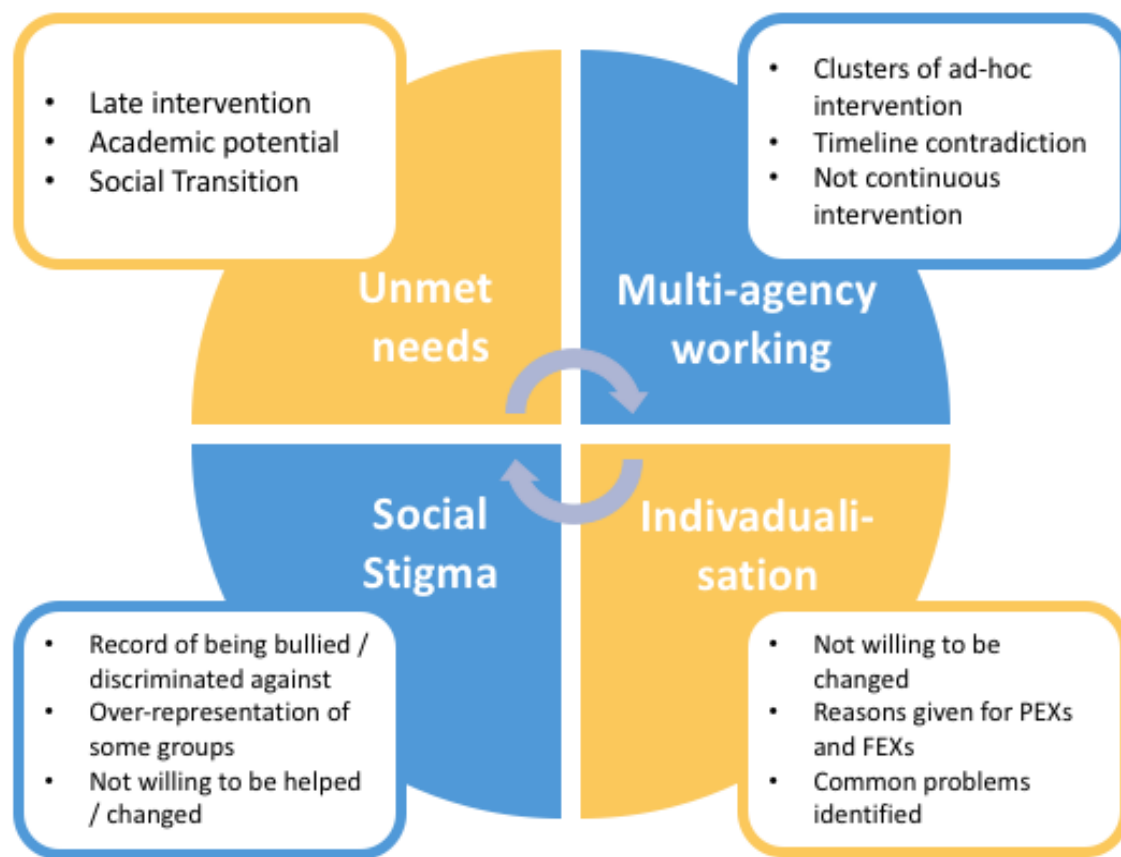 • Late intervention
• Academic potential
• Social Transition
Unmet
needs
• Clusters of ad-hoc
intervention
• Timeline contradiction
• Not continuous
intervention
Multi-agency
working
Social
Stigma
• Record of being bullied /
discriminated against
• Over-representation of
some groups
• Not willing to be helped
/ changed
Indivaduali-
sation
• Not willing to be
changed
• Reasons given for PEXs
and FEXs
• Common problems
identified